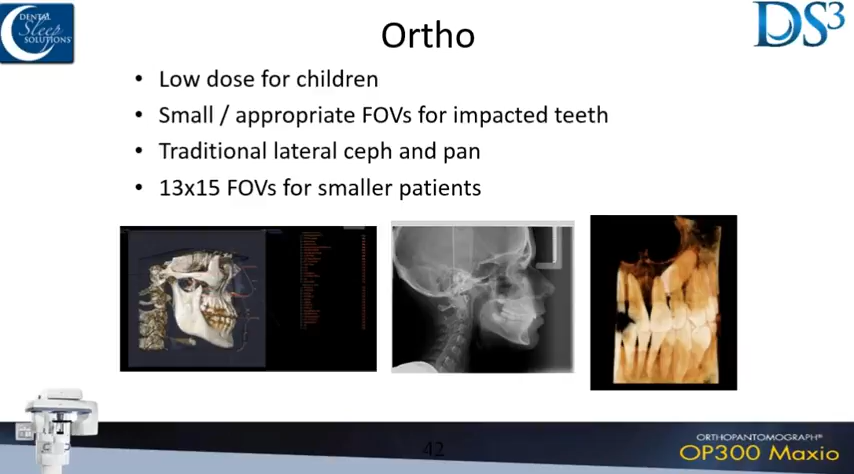 DENTAL
Sleep
SOLUTIONS
DS3
Ortho
• Low dose for children
• Small / appropriate FOVs for impacted teeth
• Traditional lateral ceph and pan
• 13x15 FOVs for smaller patients
42
ORTHOPANTOMOGRAPH®
OP300 Maxio